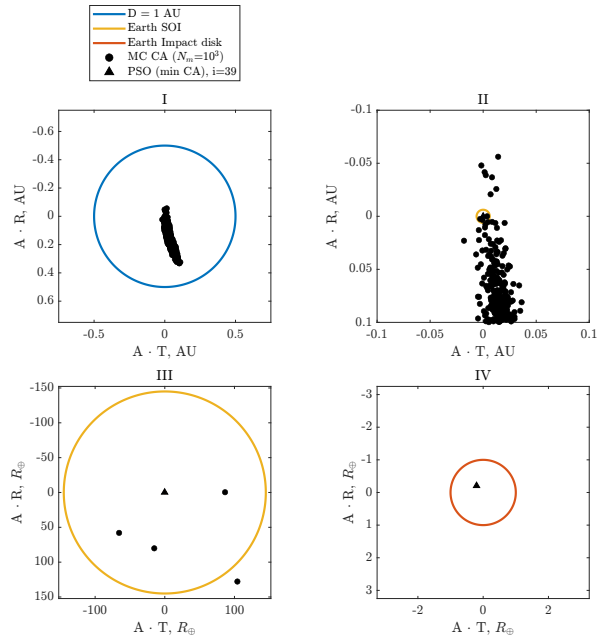 D = 1 AU
Earth SOI
Earth Impact disk
MC CA (N_m=10³)
PSO (min CA), i=39
I
-0.6
-0.4
-0.2
0
0.2
0.4
0.6
A · R, AU
-0.5 0 0.5
A · T, AU
II
-0.1
-0.05
0
0.05
0.1
A · R, AU
-0.1 -0.05 0 0.05 0.1
A · T, AU
III
-150
-100
-50
0
50
100
150
A · R, R⊕
-100 0 100
A · T, R⊕
IV
-3
-2
-1
0
1
2
3
A · R, R⊕
-2 0 2
A · T, R⊕